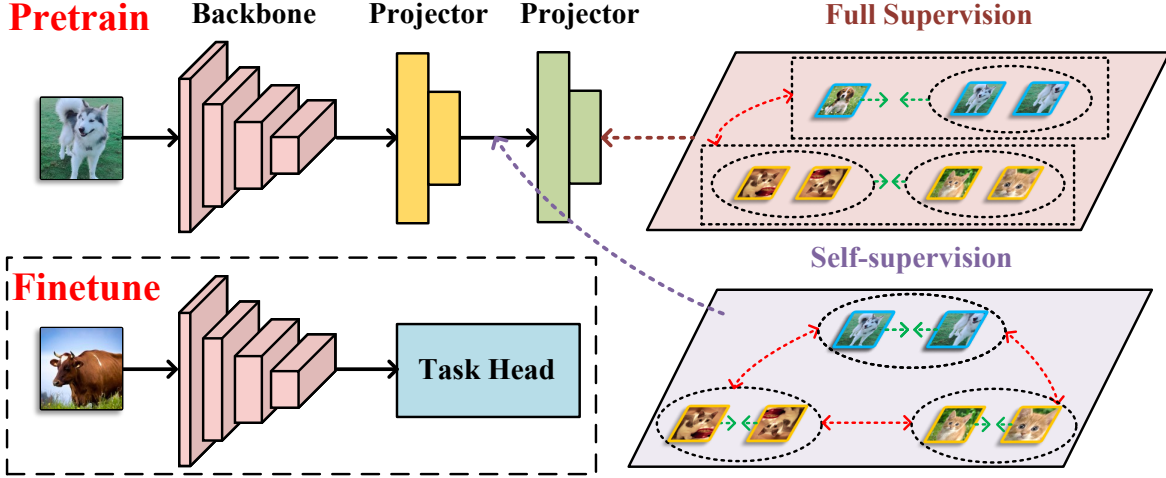 Pretrain
Backbone
Projector
Projector
Full Supervision
Self-supervision
Finetune
Task Head